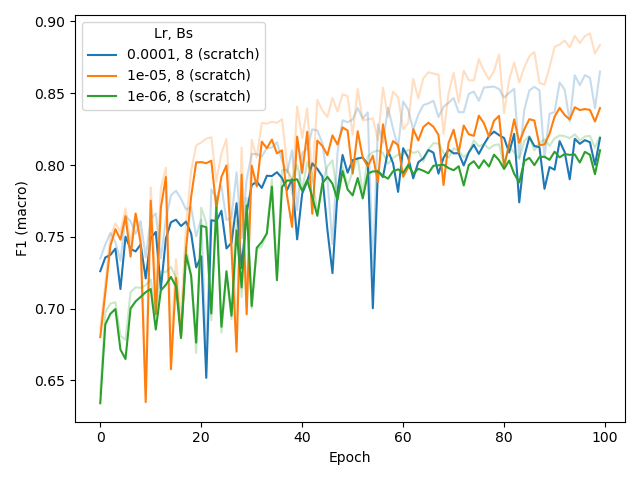 Lr, Bs
0.0001, 8 (scratch)
1e-05, 8 (scratch)
1e-06, 8 (scratch)
F1 (macro)
0.90
0.85
0.80
0.75
0.70
0.65
0 20 40 60 80 100
Epoch